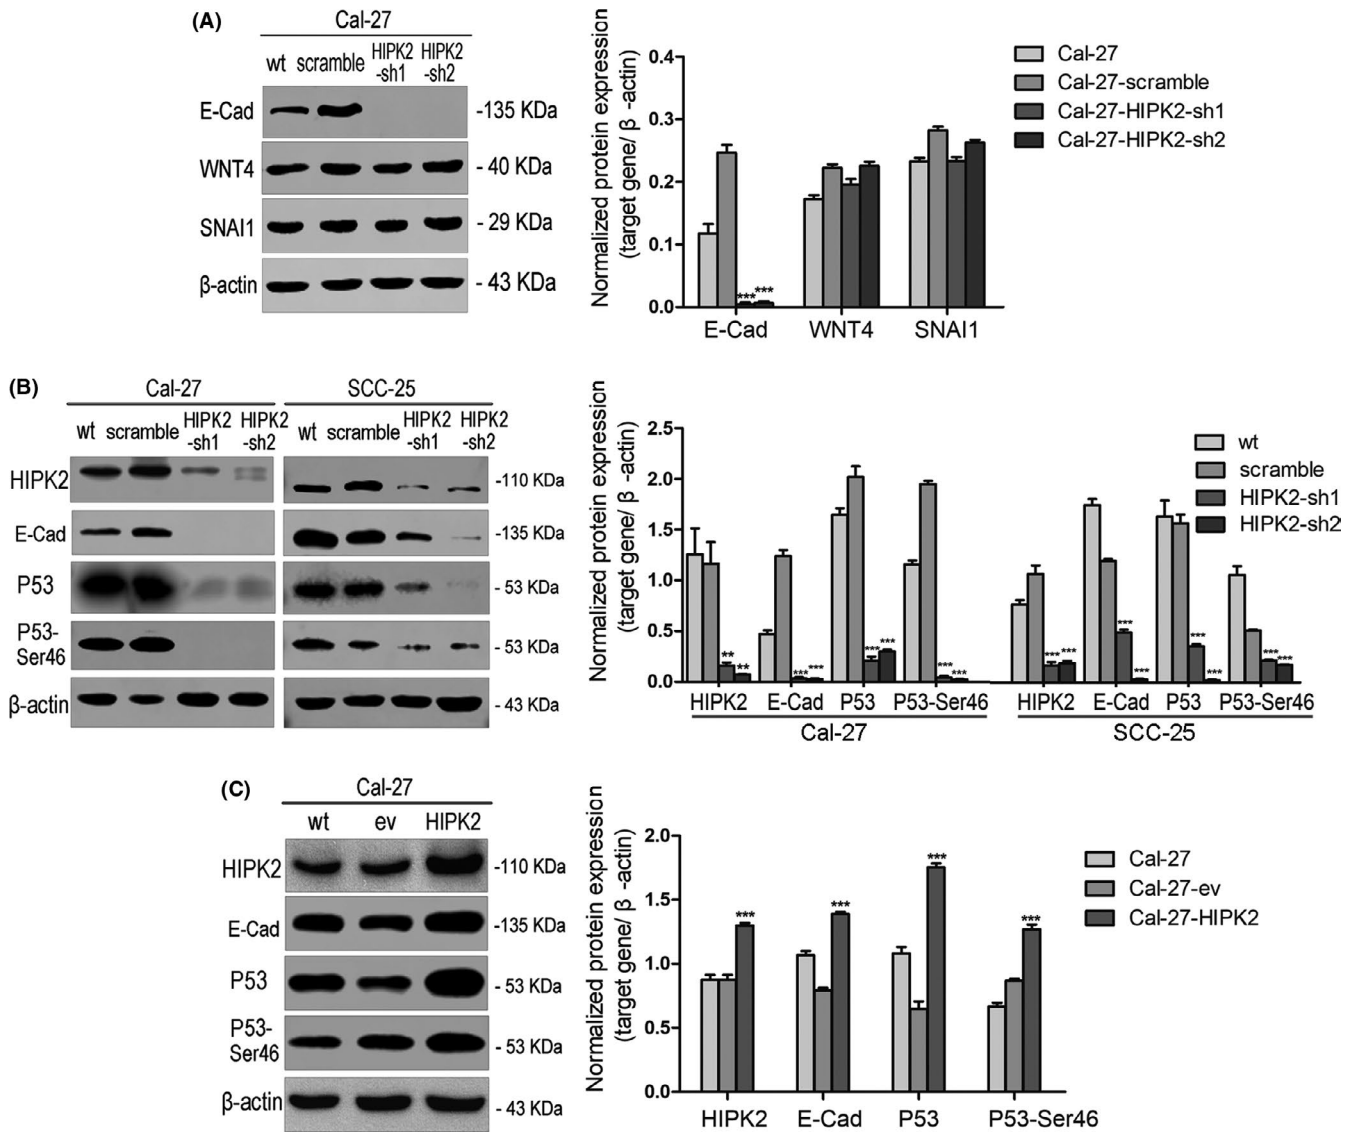 (A)
Cal-27
wt scramble HIPK2 -sh1 HIPK2 -sh2
E-Cad -135 KDa
WNT4 - 40 KDa
SNAI1 - 29 KDa
β-actin - 43 KDa
Normalized protein expression
(target gene/ β -actin)
0.4
0.3
0.2
0.1
0.0
*** ***
E-Cad WNT4 SNAI1
Cal-27
Cal-27-scramble
Cal-27-HIPK2-sh1
Cal-27-HIPK2-sh2
(B)
Cal-27 SCC-25
wt scramble HIPK2 -sh1 HIPK2 -sh2 wt scramble HIPK2 -sh1 HIPK2 -sh2
HIPK2 -110 KDa
E-Cad -135 KDa
P53 - 53 KDa
P53-
Ser46 -53 KDa
β-actin - 43 KDa
Normalized protein expression
(target gene/ β -actin)
2.5
2.0
1.5
1.0
0.5
0.0
** ** *** *** *** *** *** *** *** *** *** *** *** *** *** ***
HIPK2 E-Cad P53 P53-Ser46 HIPK2 E-Cad P53 P53-Ser46
Cal-27 SCC-25
wt
scramble
HIPK2-sh1
HIPK2-sh2
(C)
Cal-27
wt ev HIPK2
HIPK2 -110 KDa
E-Cad -135 KDa
P53 - 53 KDa
P53-
Ser46 - 53 KDa
β-actin - 43 KDa
Normalized protein expression
(target gene/ β -actin)
2.0
1.5
1.0
0.5
0.0
*** *** *** ***
HIPK2 E-Cad P53 P53-Ser46
Cal-27
Cal-27-ev
Cal-27-HIPK2